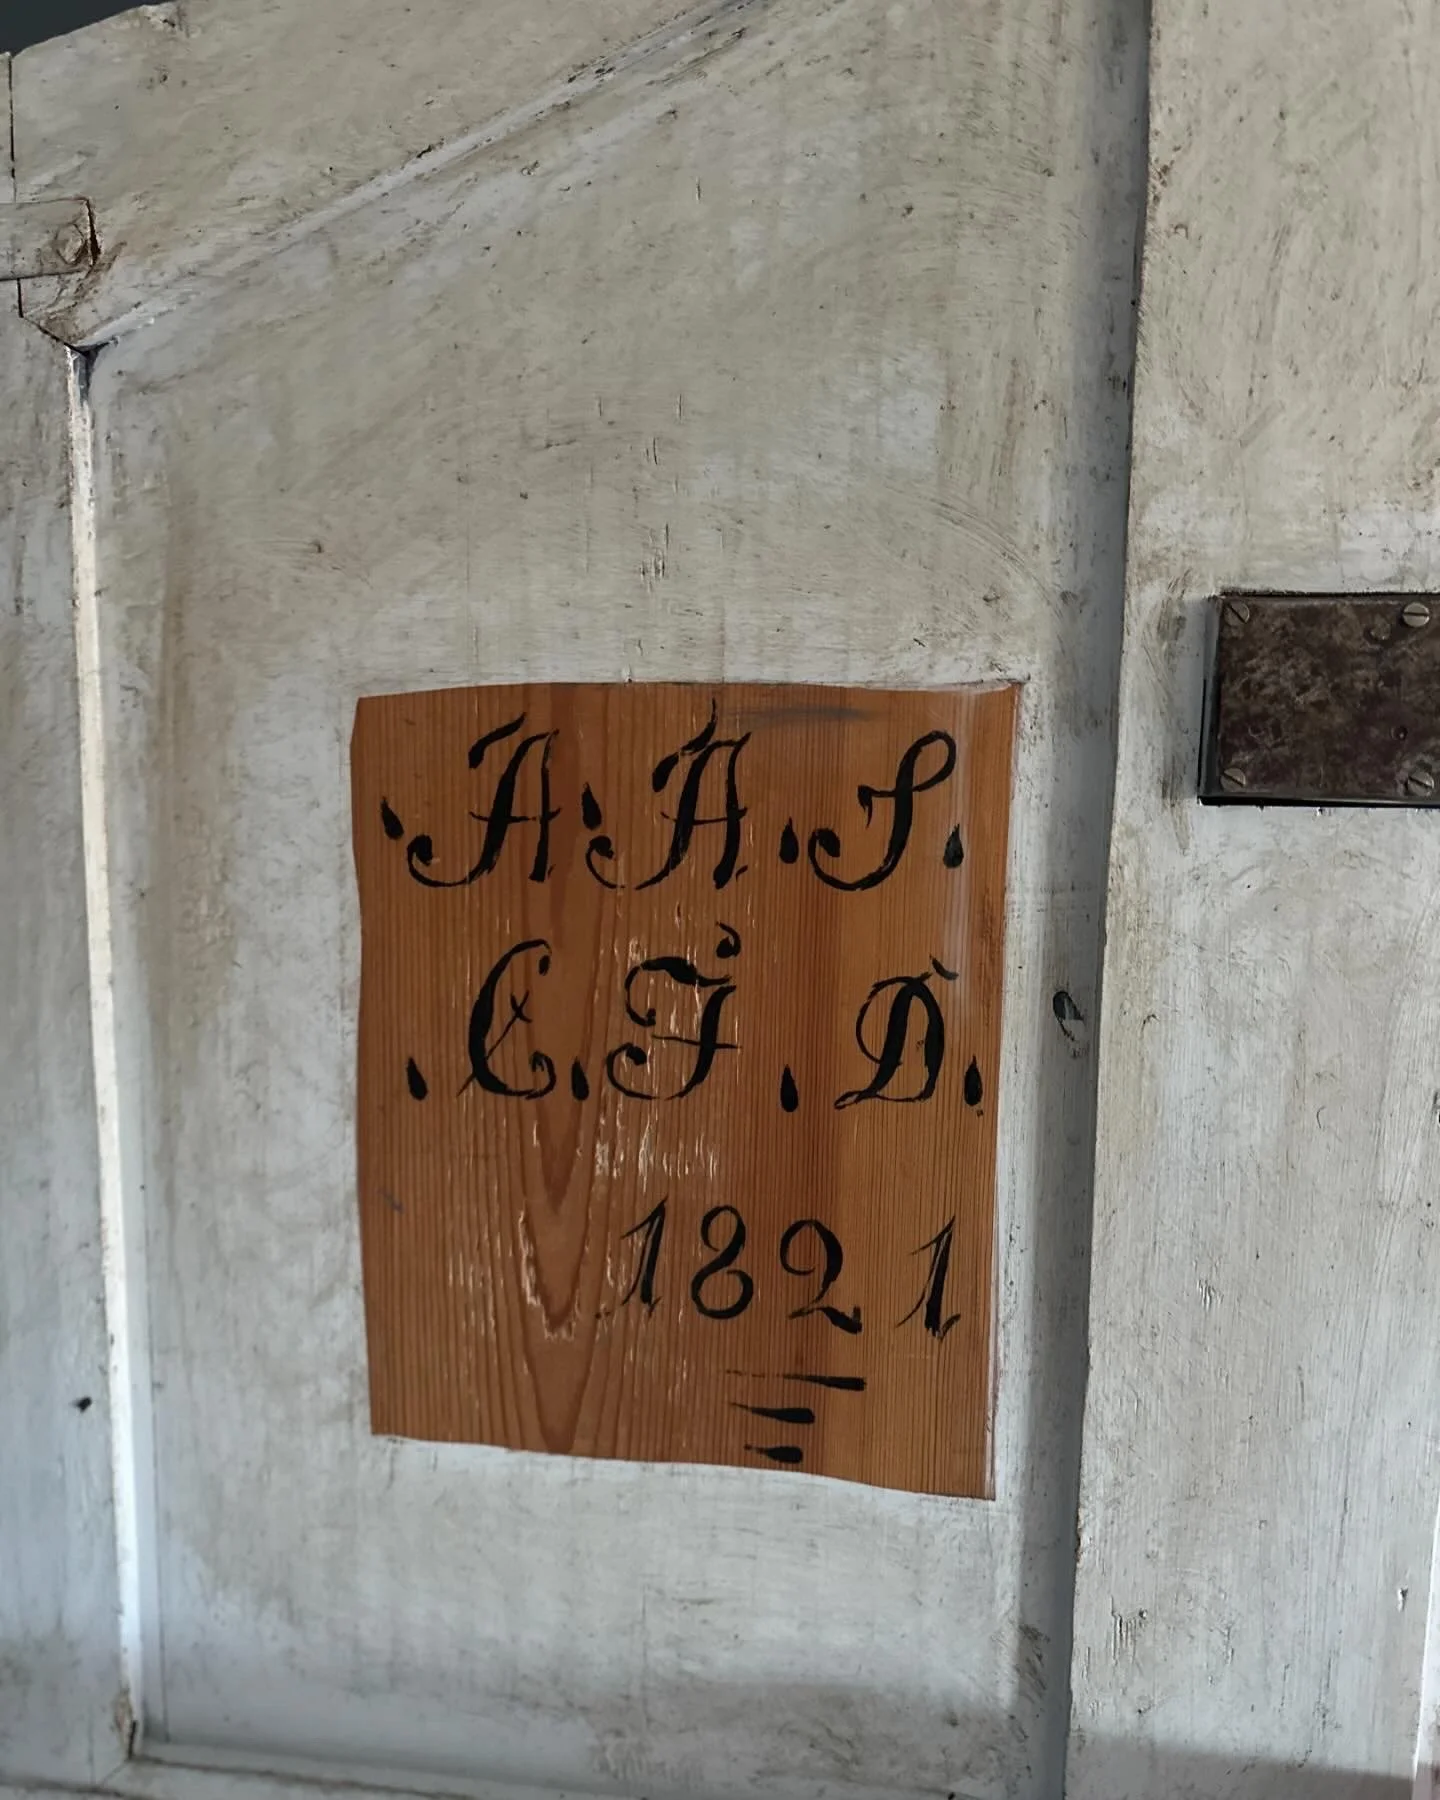 . A . A . S .
. C . F . D .
1821